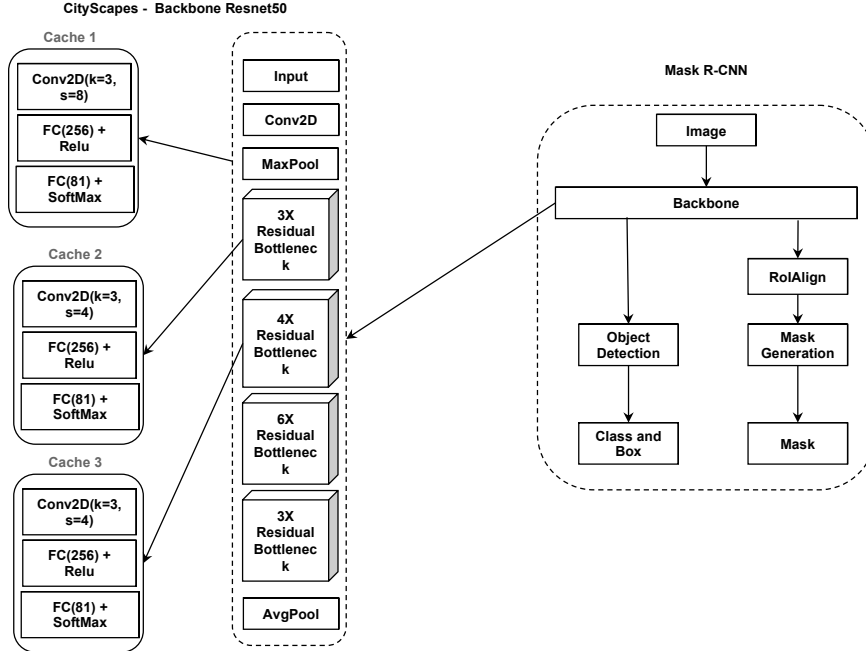 CityScapes - Backbone Resnet50
Cache 1
Conv2D(k=3,
s=8)
FC(256) +
Relu
FC(81) +
SoftMax
Cache 2
Conv2D(k=3,
s=4)
FC(256) +
Relu
FC(81) +
SoftMax
Cache 3
Conv2D(k=3,
s=4)
FC(256) +
Relu
FC(81) +
SoftMax
Input
Conv2D
MaxPool
3X
Residual
Bottlenec
k
4X
Residual
Bottlenec
k
6X
Residual
Bottlenec
k
3X
Residual
Bottlenec
k
AvgPool
Mask R-CNN
Image
Backbone
Object
Detection
Class and
Box
RoIAlign
Mask
Generation
Mask